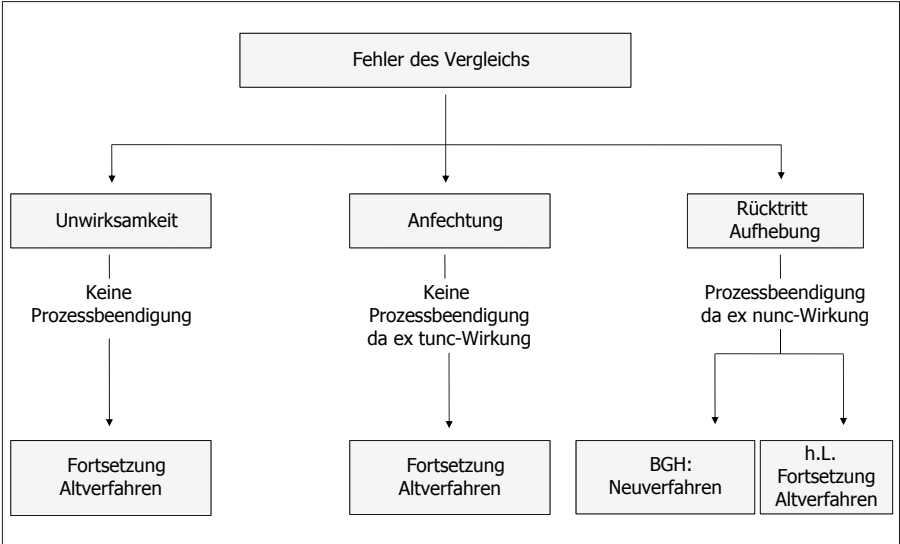 Fehler des Vergleichs
Unwirksamkeit
Anfechtung
Rücktritt
Aufhebung
Keine
Prozessbeendigung
Keine
Prozessbeendigung
da ex tunc-Wirkung
Prozessbeendigung
da ex nunc-Wirkung
Fortsetzung
Altverfahren
Fortsetzung
Altverfahren
BGH:
Neuverfahren
h.L.
Fortsetzung
Altverfahren